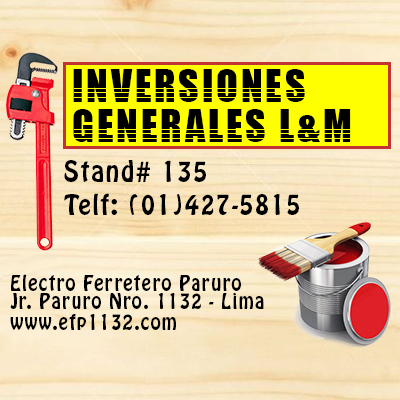 INVERSIONES
GENERALES L&M
Stand# 135
Telf: (01)427-5815
Electro Ferretero Paruro
Jr. Paruro Nro. 1132 - Lima
www.efp1132.com